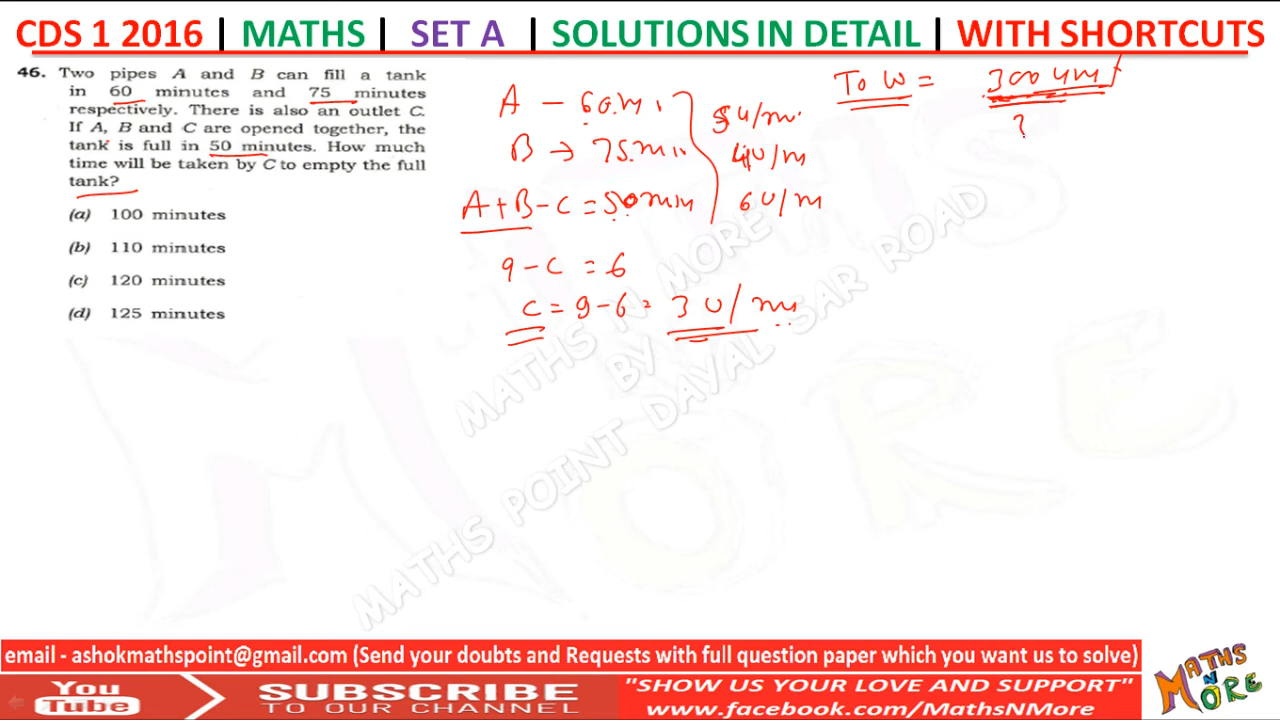 CDS 1 2016 | MATHS | SET A | SOLUTIONS IN DETAIL | WITH SHORTCUTS
46. Two pipes A and B can fill a tank
in 60 minutes and 75 minutes
respectively. There is also an outlet C.
If A, B and C are opened together, the
tank is full in 50 minutes. How much
time will be taken by C to empty the full
tank?
(a) 100 minutes
(b) 110 minutes
(c) 120 minutes
(d) 125 minutes
A – 60 min
5 U/m
B → 75 min
4 U/m
A+B-C = 50 min
6 U/m
9 - C = 6
C = 9-6 = 3 U/min
To W = 300 unit
?
MATHS N MORE
BY
MATHS POINT DAYAL SAR ROAD
email - ashokmathspoint@gmail.com (Send your doubts and Requests with full question paper which you want us to solve)
You Tube
SUBSCRIBE
TO OUR CHANNEL
"SHOW US YOUR LOVE AND SUPPORT"
www.facebook.com/MathsNMore
MATHS
N
MORE